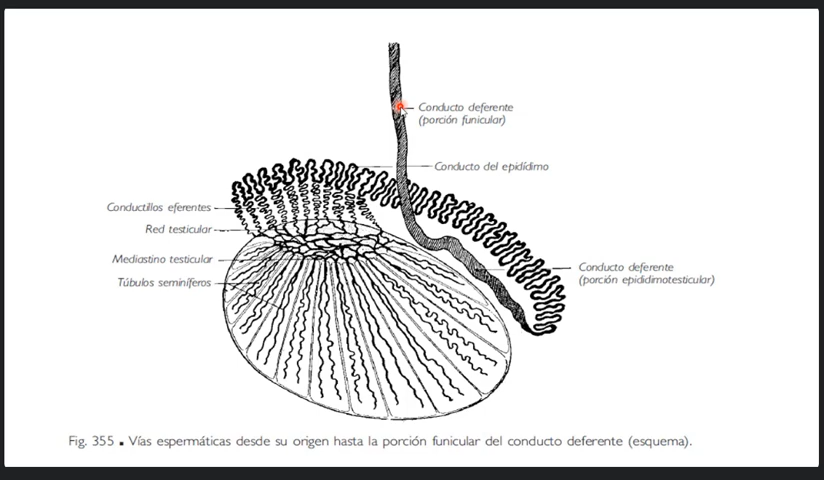 Conducto deferente
(porción funicular)
Conducto del epidídimo
Conductillos eferentes
Red testicular
Mediastino testicular
Túbulos seminíferos
Conducto deferente
(porción epididimotesticular)
Fig. 355 ▪ Vías espermáticas desde su origen hasta la porción funicular del conducto deferente (esquema).